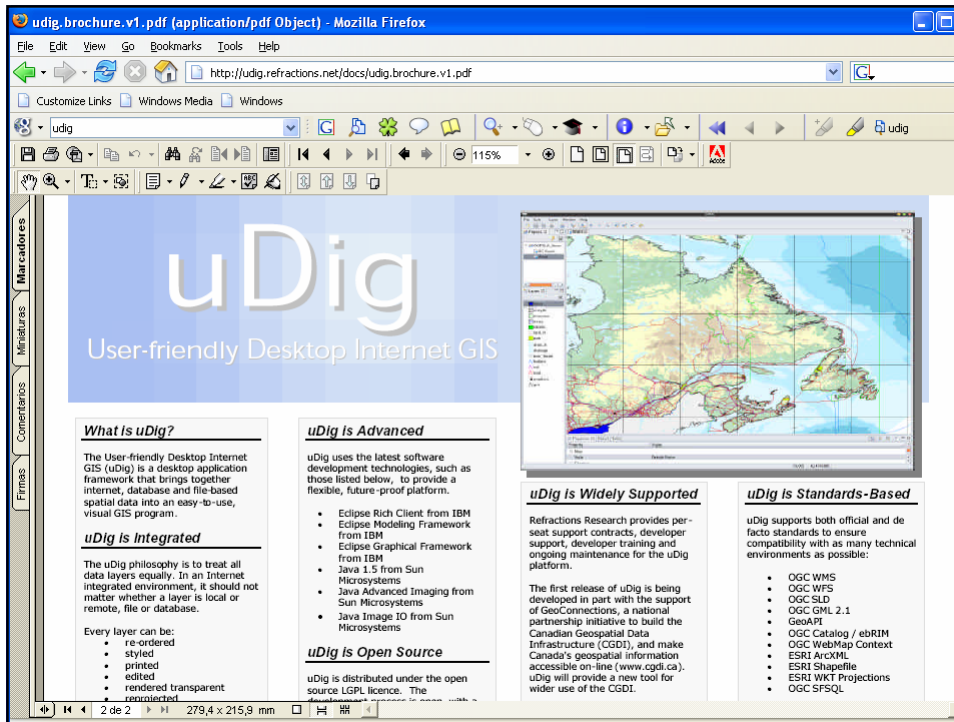 udig.brochure.v1.pdf (application/pdf Object) - Mozilla Firefox
File Edit View Go Bookmarks Tools Help
http://udig.refractions.net/docs/udig.brochure.v1.pdf
Customize Links Windows Media Windows
udig
udig
115%
Adobe
Marcadores
Miniaturas
Comentarios
Firmas
uDig
User-friendly Desktop Internet GIS
What is uDig?
The User-friendly Desktop Internet
GIS (uDig) is a desktop application
framework that brings together
internet, database and file-based
spatial data into an easy-to-use,
visual GIS program.
uDig is Integrated
The uDig philosophy is to treat all
data layers equally. In an Internet
integrated environment, it should not
matter whether a layer is local or
remote, file or database.
Every layer can be:
• re-ordered
• styled
• printed
• edited
• rendered transparent
• reprojected
uDig is Advanced
uDig uses the latest software
development technologies, such as
those listed below, to provide a
flexible, future-proof platform.
• Eclipse Rich Client from IBM
• Eclipse Modeling Framework
from IBM
• Eclipse Graphical Framework
from IBM
• Java 1.5 from Sun
Microsystems
• Java Advanced Imaging from
Sun Microsystems
• Java Image IO from Sun
Microsystems
uDig is Open Source
uDig is distributed under the open
source LGPL licence. The
development process is open, with a
uDig is Widely Supported
Refractions Research provides per-
seat support contracts, developer
support, developer training and
ongoing maintenance for the uDig
platform.
The first release of uDig is being
developed in part with the support
of GeoConnections, a national
partnership initiative to build the
Canadian Geospatial Data
Infrastructure (CGDI), and make
Canada's geospatial information
accessible on-line (www.cgdi.ca).
uDig will provide a new tool for
wider use of the CGDI.
uDig is Standards-Based
uDig supports both official and de
facto standards to ensure
compatibility with as many technical
environments as possible:
• OGC WMS
• OGC WFS
• OGC SLD
• OGC GML 2.1
• GeoAPI
• OGC Catalog / ebRIM
• OGC WebMap Context
• ESRI ArcXML
• ESRI Shapefile
• ESRI WKT Projections
• OGC SFSQL
2 de 2 279,4 x 215,9 mm